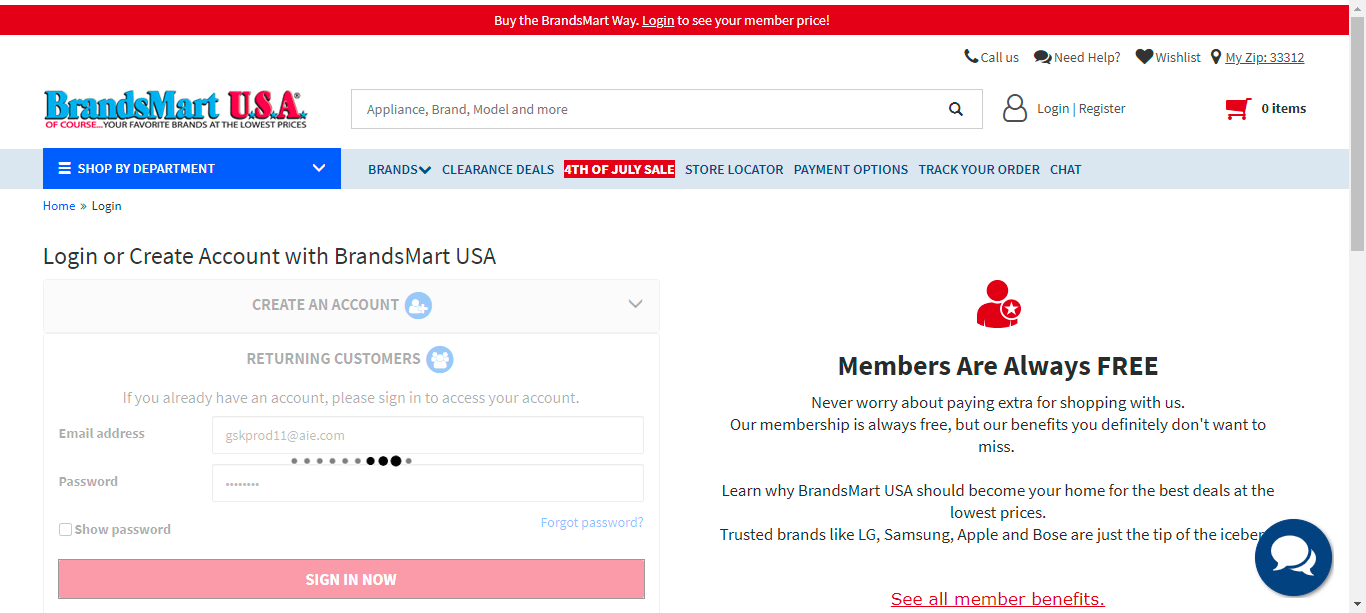 Buy the BrandsMart Way. Login to see your member price!
Call us Need Help? Wishlist My Zip: 33312
BrandsMart U.S.A.®
OF COURSE...YOUR FAVORITE BRANDS AT THE LOWEST PRICES
Appliance, Brand, Model and more
Login | Register
0 items
SHOP BY DEPARTMENT
BRANDS CLEARANCE DEALS 4TH OF JULY SALE STORE LOCATOR PAYMENT OPTIONS TRACK YOUR ORDER CHAT
Home » Login
Login or Create Account with BrandsMart USA
CREATE AN ACCOUNT
RETURNING CUSTOMERS
If you already have an account, please sign in to access your account.
Email address gskprod11@aie.com
Password ••••••••
Show password
Forgot password?
SIGN IN NOW
Members Are Always FREE
Never worry about paying extra for shopping with us.
Our membership is always free, but our benefits you definitely don't want to
miss.
Learn why BrandsMart USA should become your home for the best deals at the
lowest prices.
Trusted brands like LG, Samsung, Apple and Bose are just the tip of the iceber
See all member benefits.